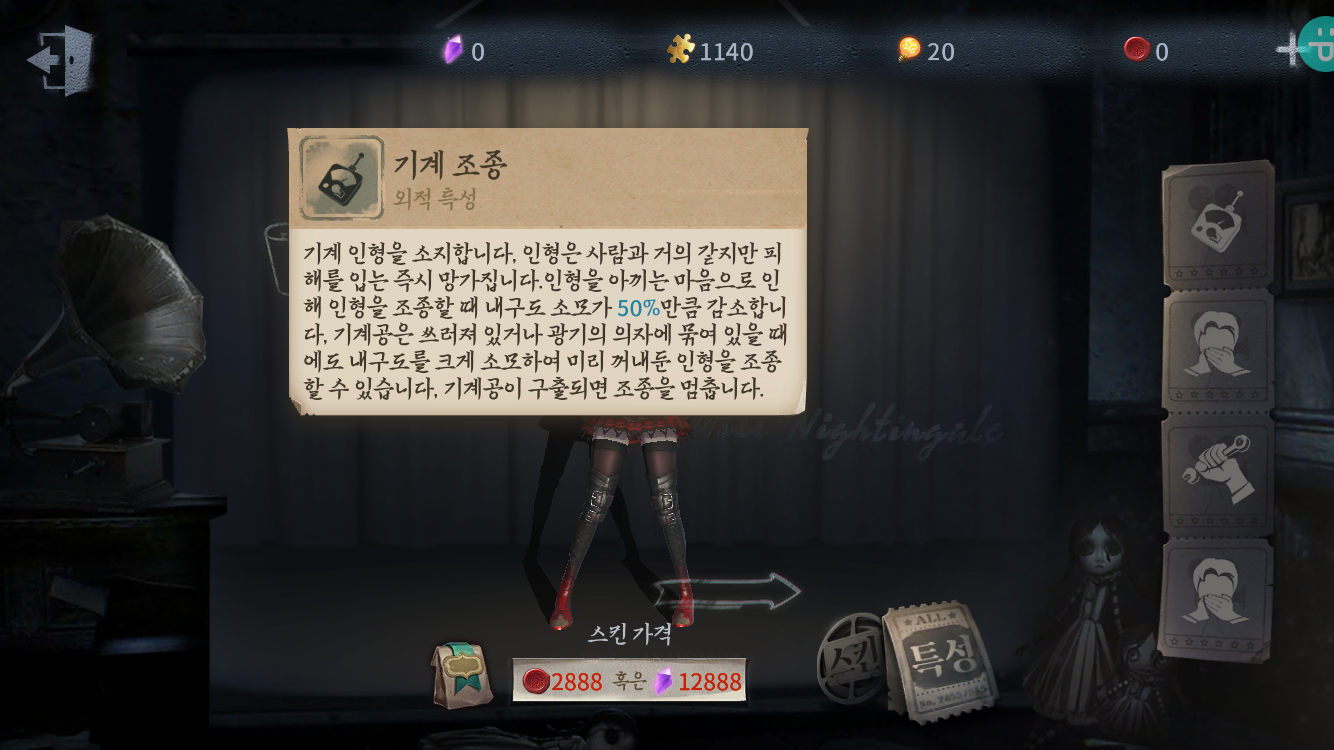 0
1140
20
0
기계 조종
외적 특성
기계 인형을 소지합니다, 인형은 사람과 거의 같지만 피
해를 입는 즉시 망가집니다.인형을 아끼는 마음으로 인
해 인형을 조종할 때 내구도 소모가 50%만큼 감소합니
다, 기계공은 쓰러져 있거나 광기의 의자에 묶여 있을 때
에도 내구도를 크게 소모하여 미리 꺼내둔 인형을 조종
할 수 있습니다, 기계공이 구출되면 조종을 멈춥니다.
Nightingale
스킨 가격
2888 혹은 12888
스킨
ALL
특성